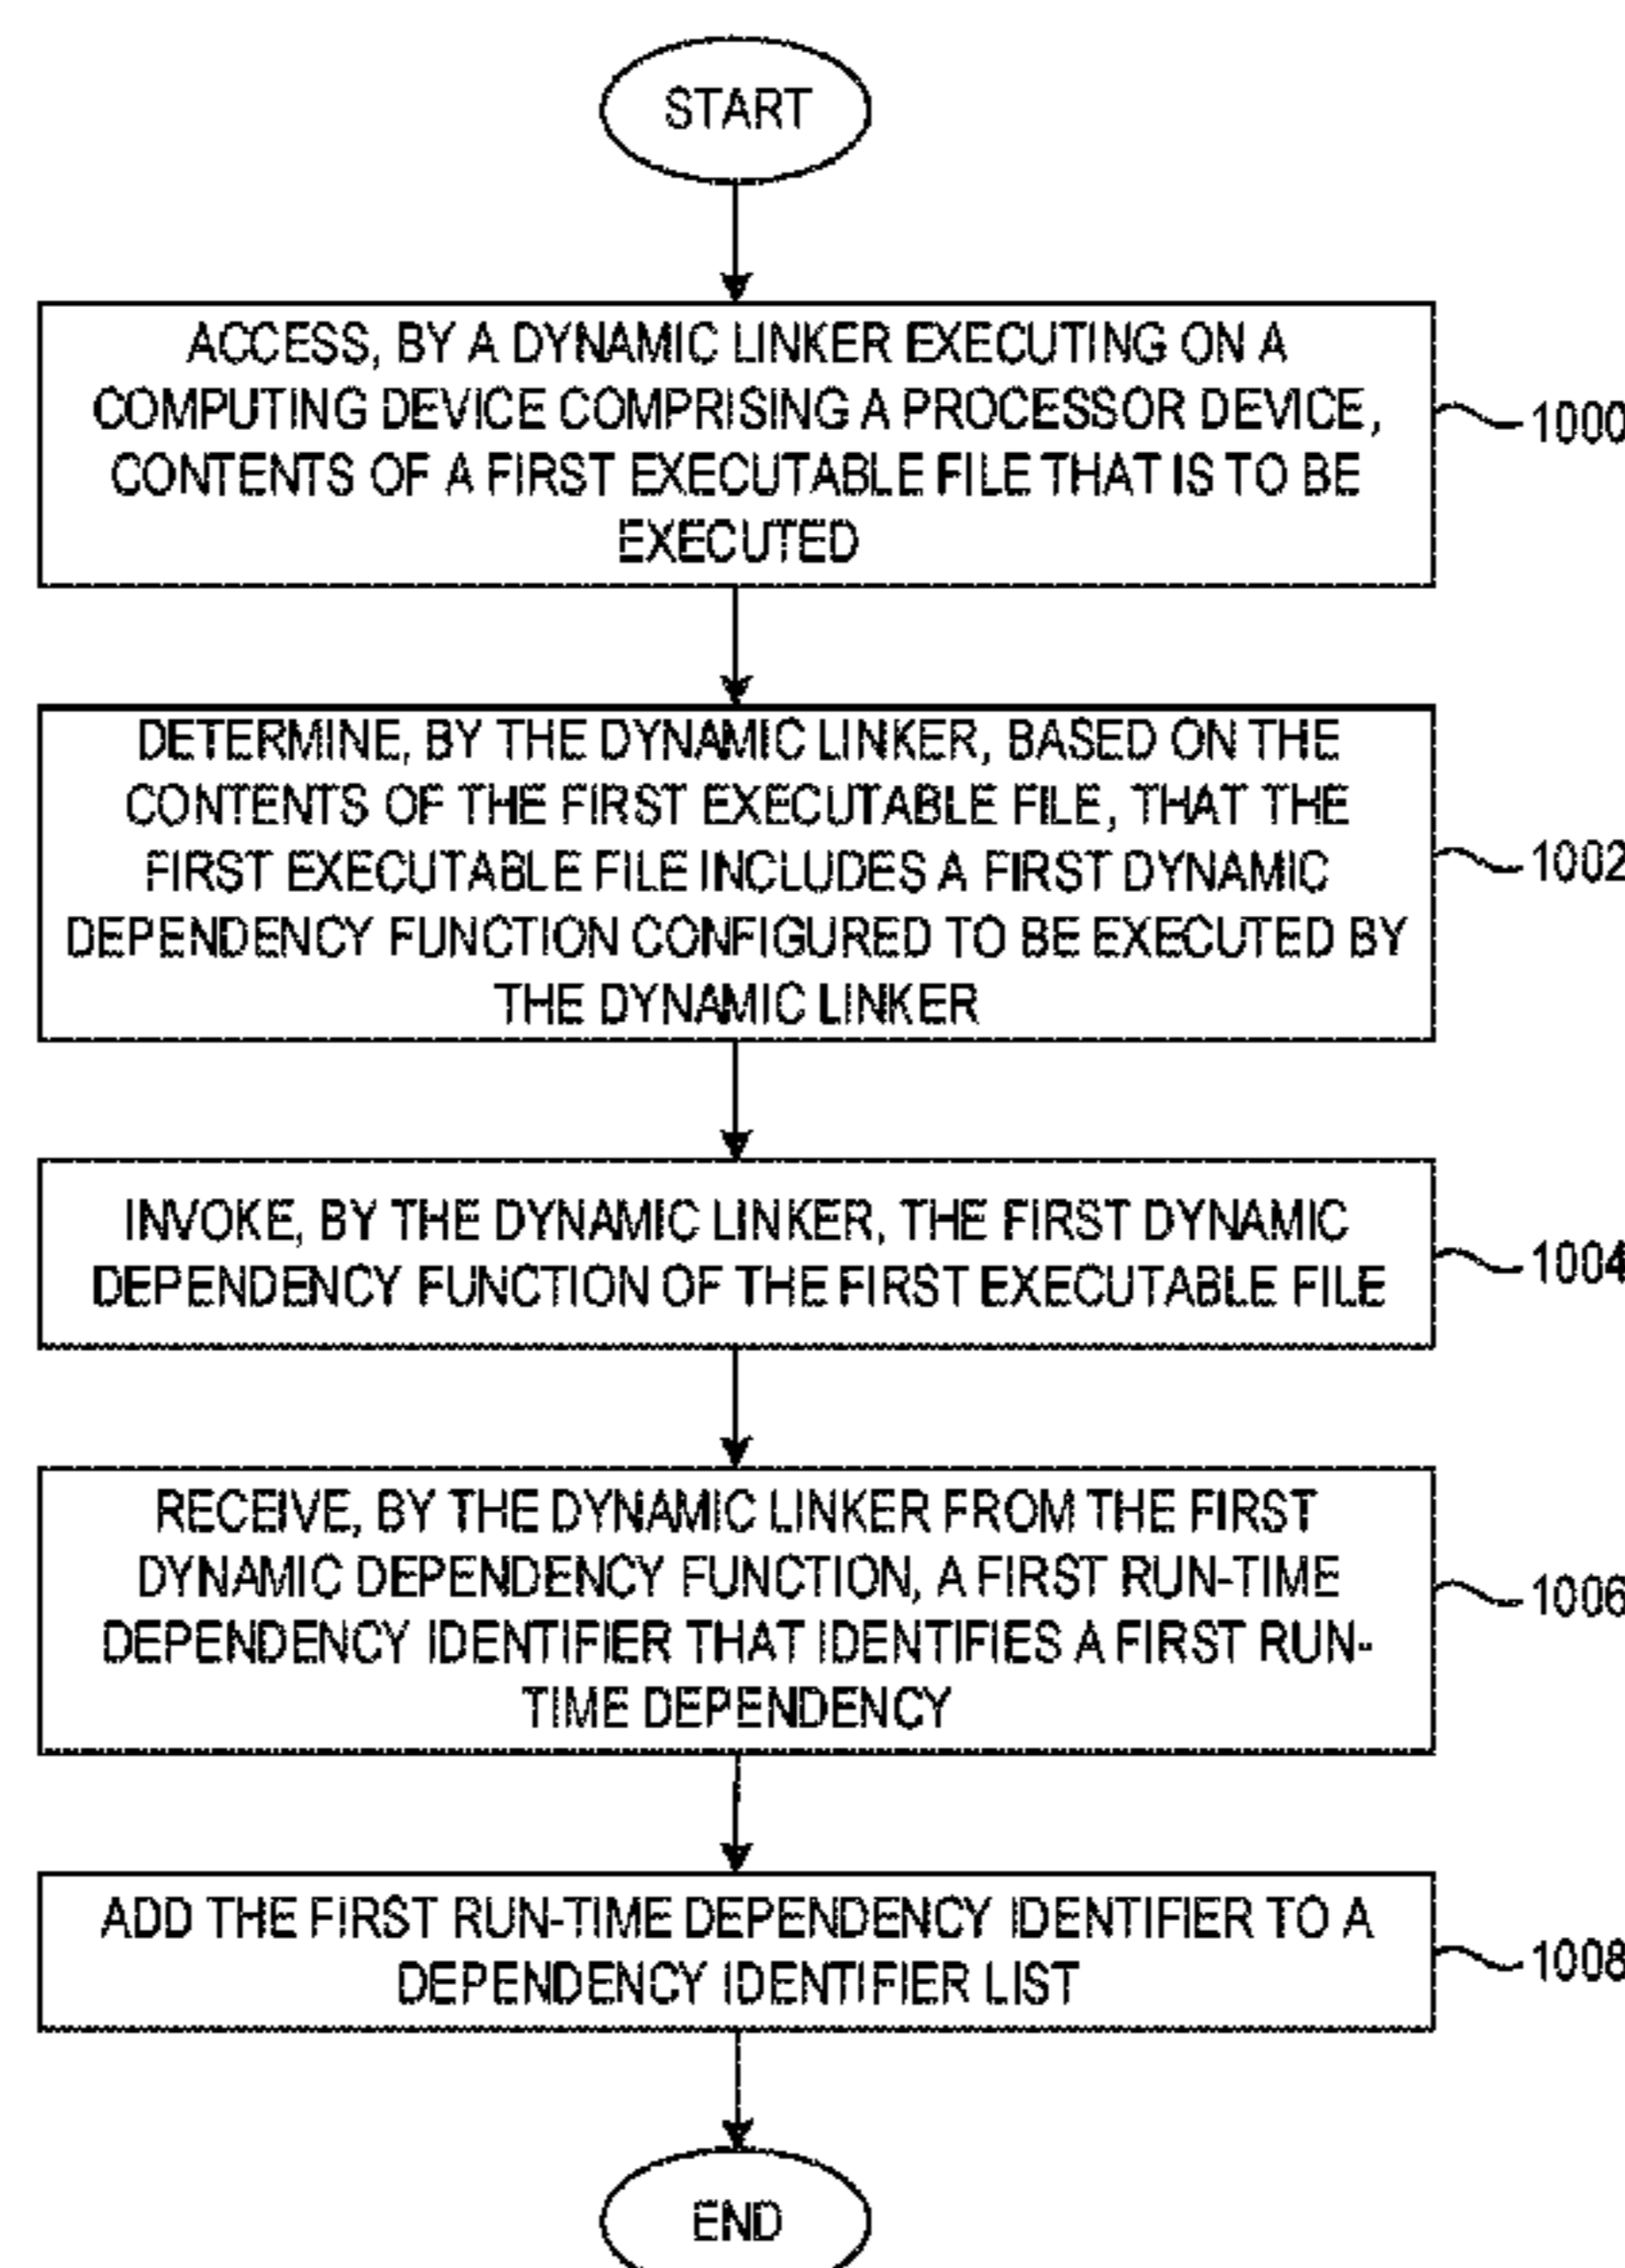 START
ACCESS, BY A DYNAMIC LINKER EXECUTING ON A
COMPUTING DEVICE COMPRISING A PROCESSOR DEVICE,
CONTENTS OF A FIRST EXECUTABLE FILE THAT IS TO BE
EXECUTED
1000
DETERMINE, BY THE DYNAMIC LINKER, BASED ON THE
CONTENTS OF THE FIRST EXECUTABLE FILE, THAT THE
FIRST EXECUTABLE FILE INCLUDES A FIRST DYNAMIC
DEPENDENCY FUNCTION CONFIGURED TO BE EXECUTED BY
THE DYNAMIC LINKER
1002
INVOKE, BY THE DYNAMIC LINKER, THE FIRST DYNAMIC
DEPENDENCY FUNCTION OF THE FIRST EXECUTABLE FILE
1004
RECEIVE, BY THE DYNAMIC LINKER FROM THE FIRST
DYNAMIC DEPENDENCY FUNCTION, A FIRST RUN-TIME
DEPENDENCY IDENTIFIER THAT IDENTIFIES A FIRST RUN-
TIME DEPENDENCY
1006
ADD THE FIRST RUN-TIME DEPENDENCY IDENTIFIER TO A
DEPENDENCY IDENTIFIER LIST
1008
END